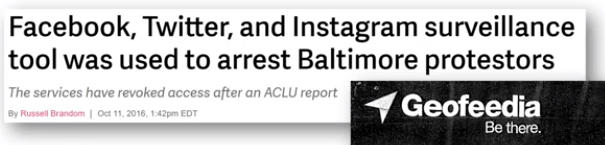 Facebook, Twitter, and Instagram surveillance
tool was used to arrest Baltimore protestors
The services have revoked access after an ACLU report
By Russell Brandom | Oct 11, 2016, 1:42pm EDT
Geofeedia
Be there.